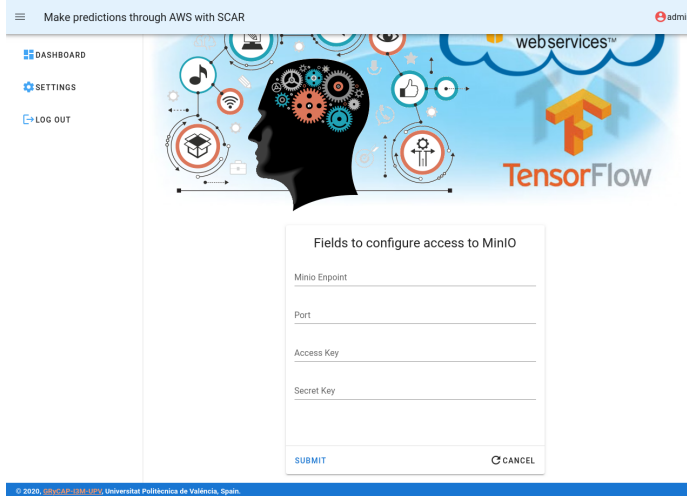 Make predictions through AWS with SCAR
admi
webservices™
DASHBOARD
SETTINGS
LOG OUT
TensorFlow
Fields to configure access to MinIO
Minio Enpoint
Port
Access Key
Secret Key
SUBMIT
CANCEL
© 2020, GRyCAP-I3M-UPV, Universitat Politècnica de València, Spain.